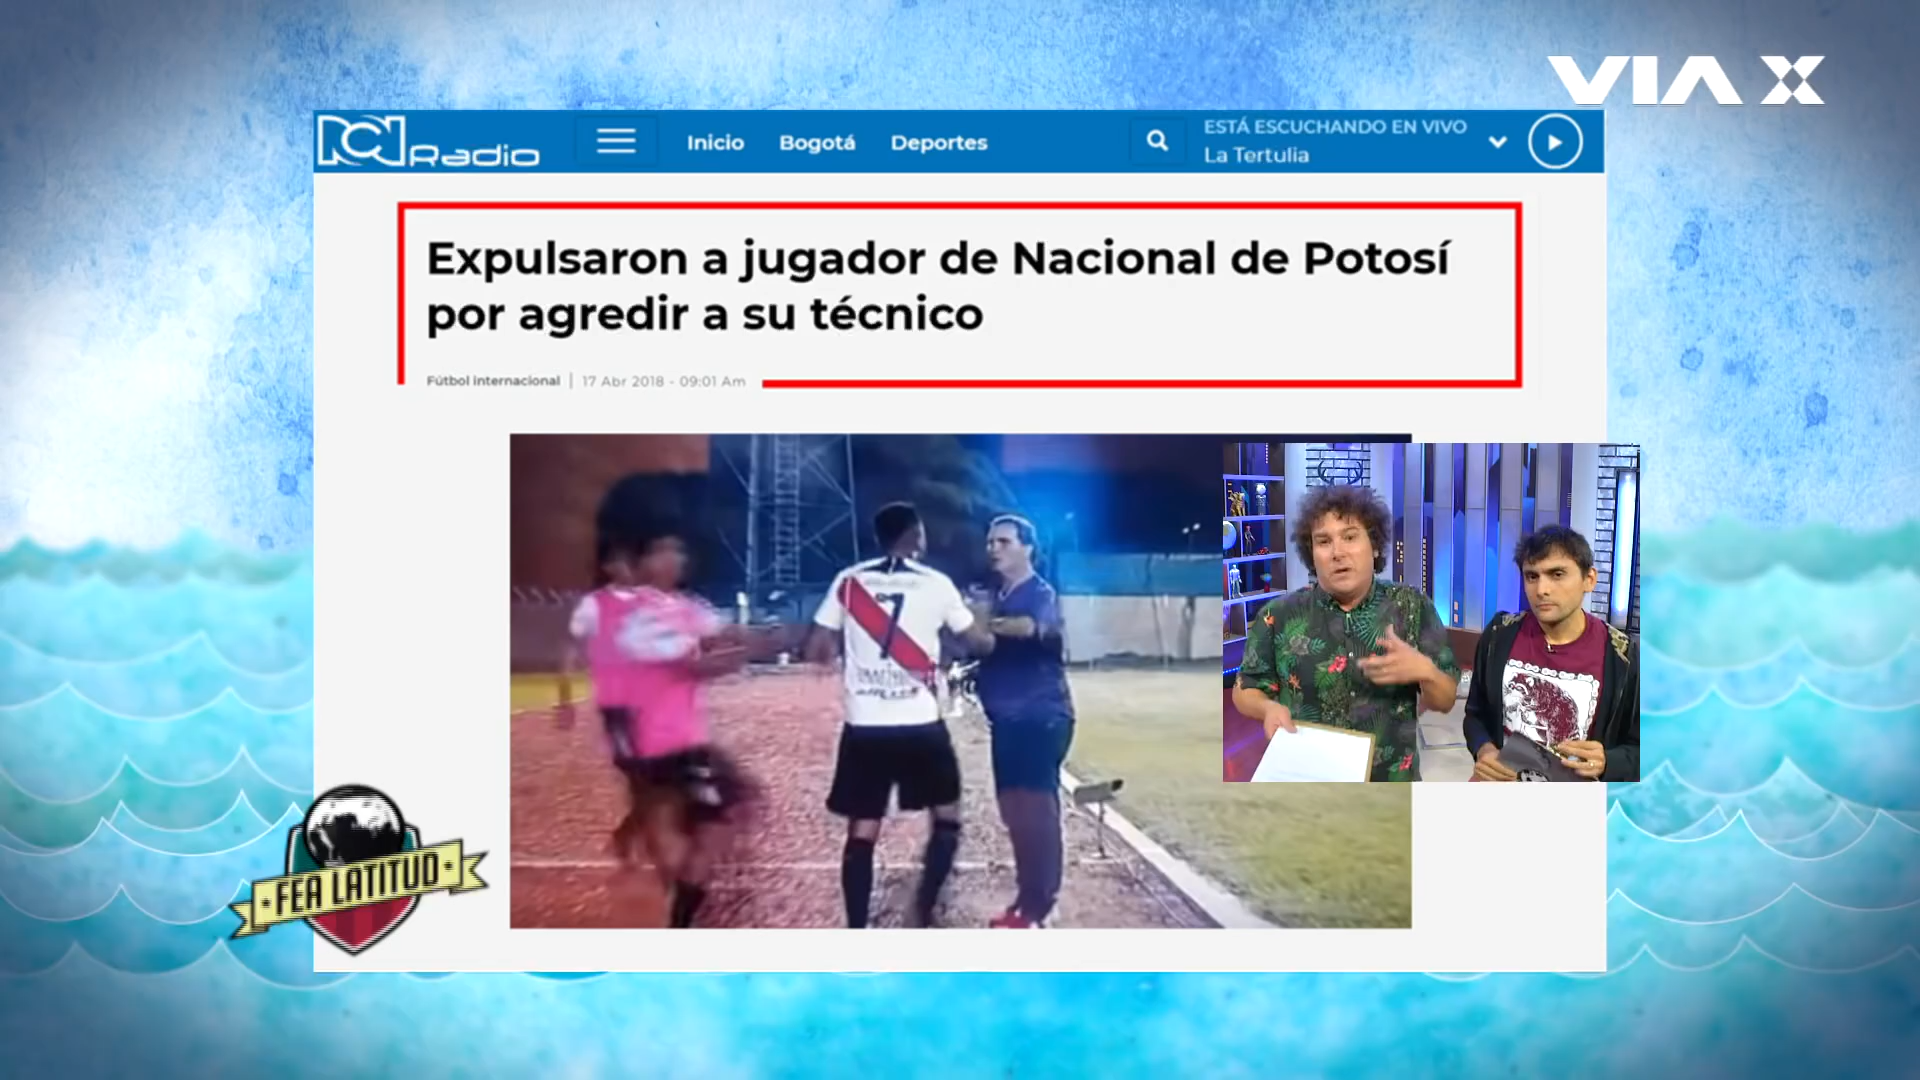 VIA X
RCN Radio
Inicio
Bogotá
Deportes
ESTÁ ESCUCHANDO EN VIVO
La Tertulia
Expulsaron a jugador de Nacional de Potosí
por agredir a su técnico
Fútbol internacional | 17 Abr 2018 - 09:01 Am
7
FEA LATITUD